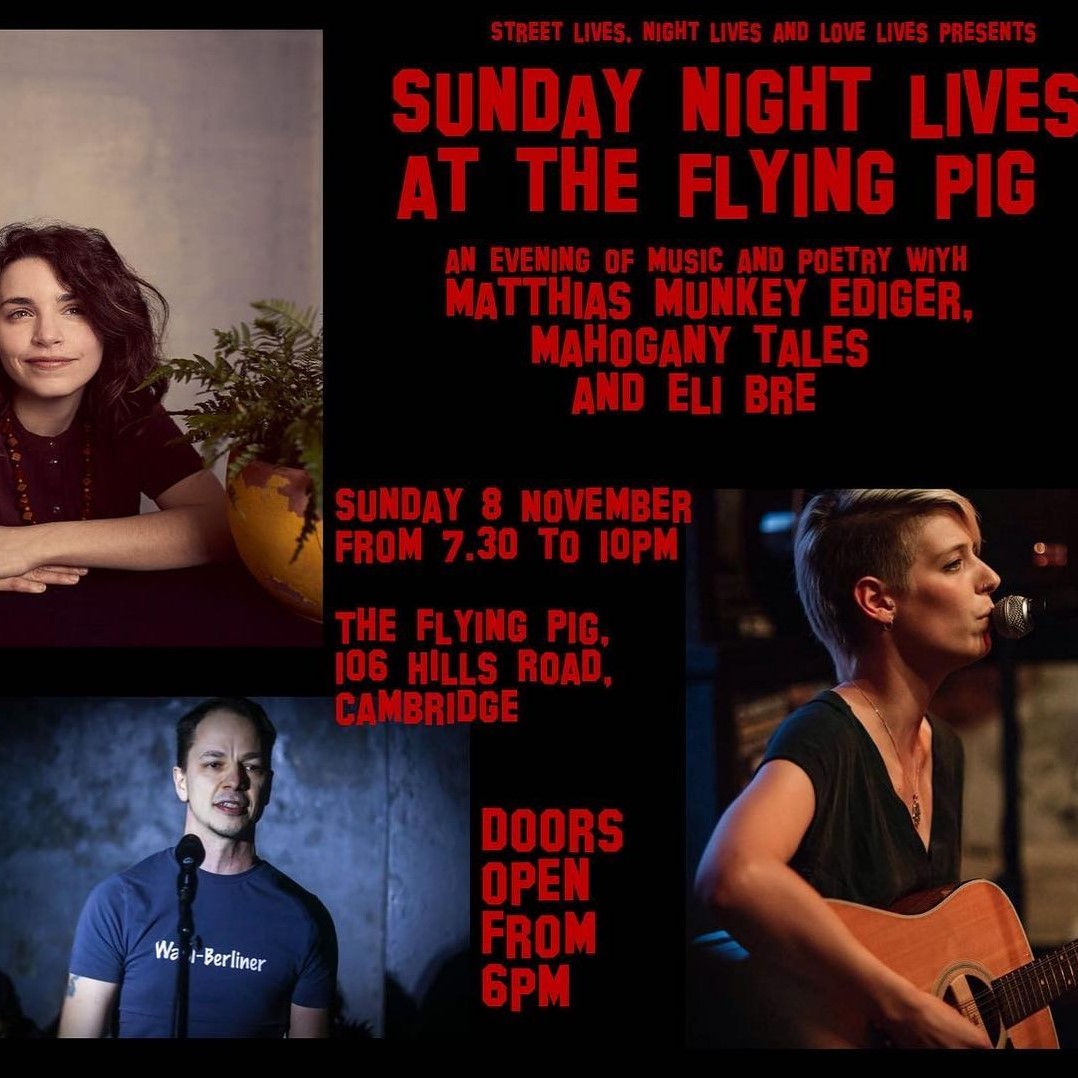 STREET LIVES, NIGHT LIVES AND LOVE LIVES PRESENTS
SUNDAY NIGHT LIVES
AT THE FLYING PIG
AN EVENING OF MUSIC AND POETRY WIYH
MATTHIAS MUNKEY EDIGER,
MAHOGANY TALES
AND ELI BRE
SUNDAY 8 NOVEMBER
FROM 7.30 TO 10PM
THE FLYING PIG,
106 HILLS ROAD,
CAMBRIDGE
DOORS
OPEN
FROM
6PM
-Berliner